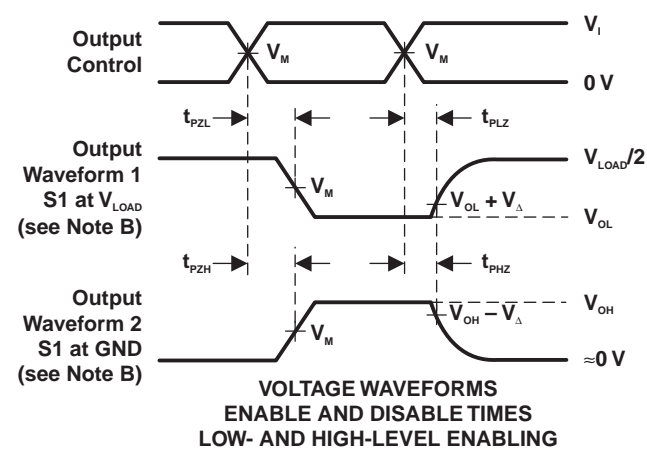 Output
Control
V_M
V_M
V_I
0 V
t_PZL
t_PLZ
Output
Waveform 1
S1 at V_LOAD
(see Note B)
V_M
V_OL + V_Δ
V_LOAD/2
V_OL
t_PZH
t_PHZ
Output
Waveform 2
S1 at GND
(see Note B)
V_M
V_OH – V_Δ
V_OH
≈0 V
VOLTAGE WAVEFORMS
ENABLE AND DISABLE TIMES
LOW- AND HIGH-LEVEL ENABLING